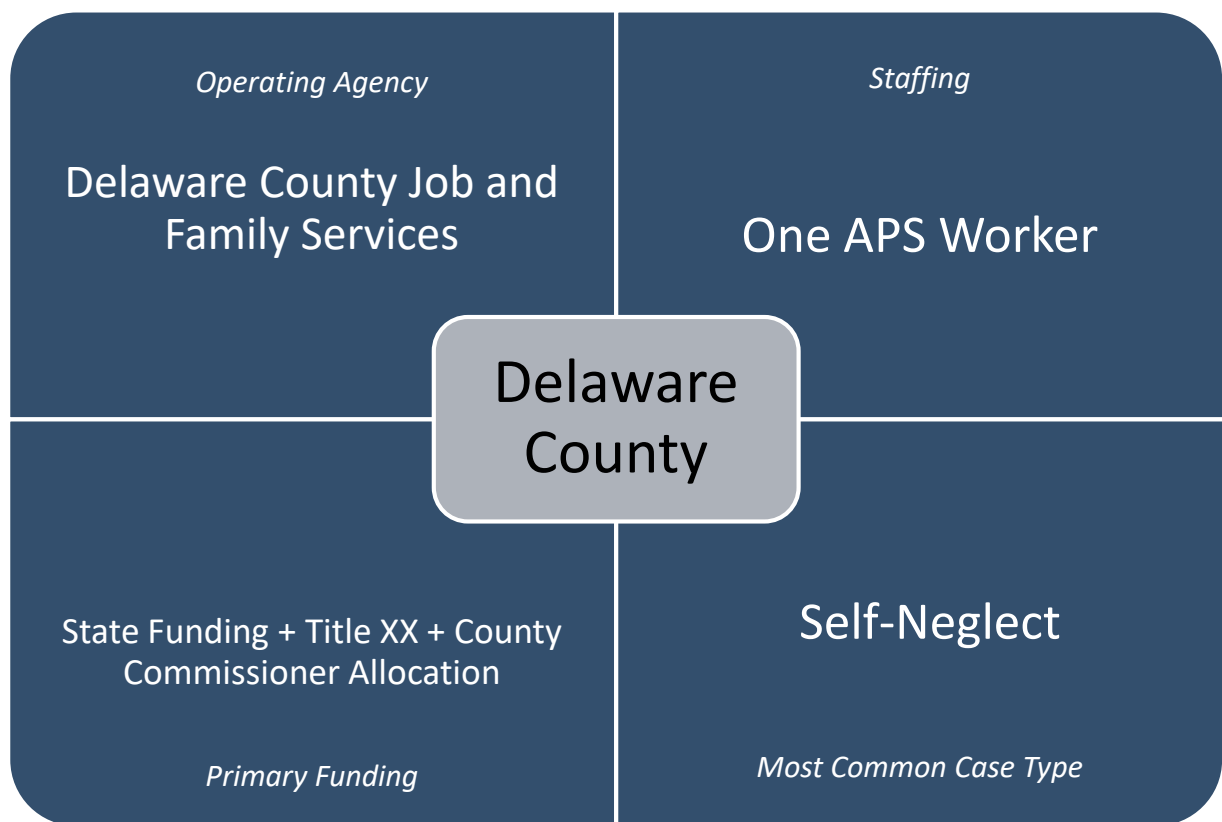 Operating Agency
Delaware County Job and
Family Services
Staffing
One APS Worker
Delaware
County
State Funding + Title XX + County
Commissioner Allocation
Primary Funding
Self-Neglect
Most Common Case Type